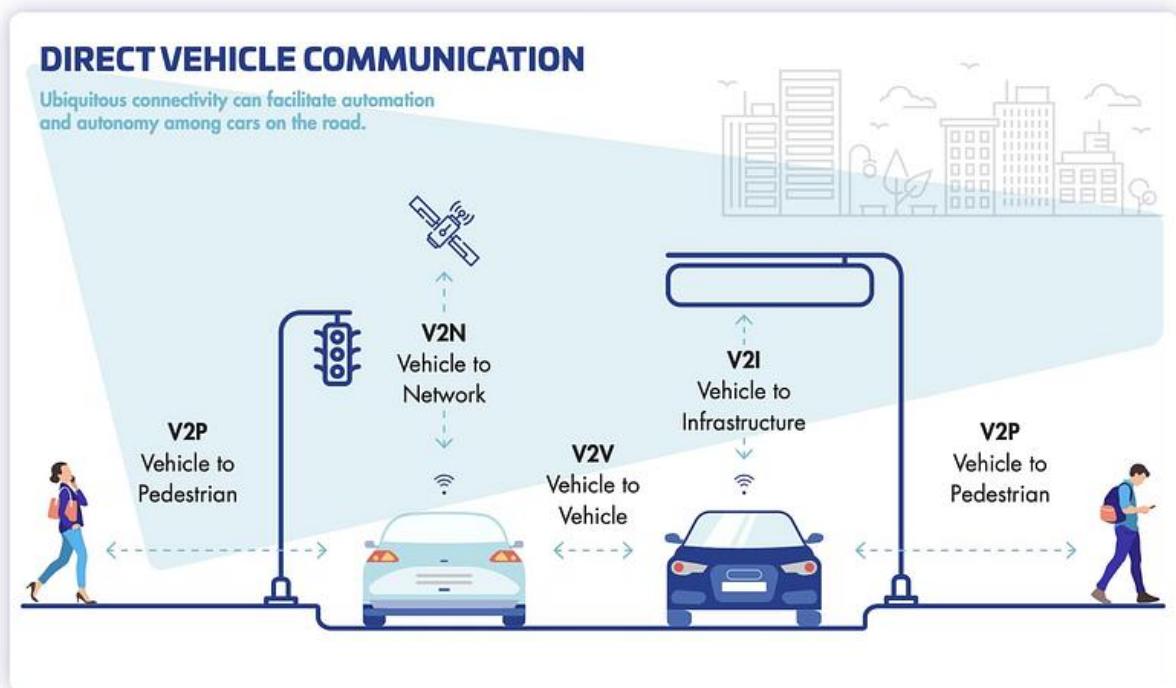 DIRECT VEHICLE COMMUNICATION
Ubiquitous connectivity can facilitate automation
and autonomy among cars on the road.
V2N
Vehicle to
Network
V2I
Vehicle to
Infrastructure
V2P
Vehicle to
Pedestrian
V2V
Vehicle to
Vehicle
V2P
Vehicle to
Pedestrian